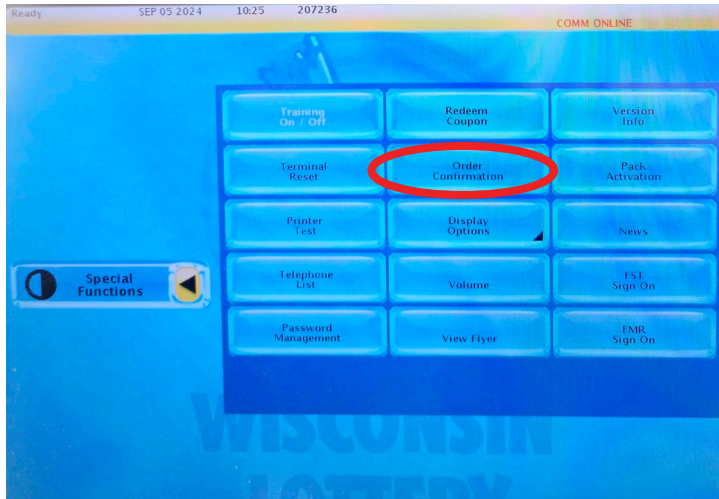 Ready SEP 05 2024 10:25 207236
COMM ONLINE
Training
On / Off
Redeem
Coupon
Version
Info
Terminal
Reset
Order
Confirmation
Pack
Activation
Printer
Test
Display
Options
News
Special
Functions
Telephone
List
Volume
FST
Sign On
Password
Management
View Flyer
FMR
Sign On
WISCONSIN
LOTTERY